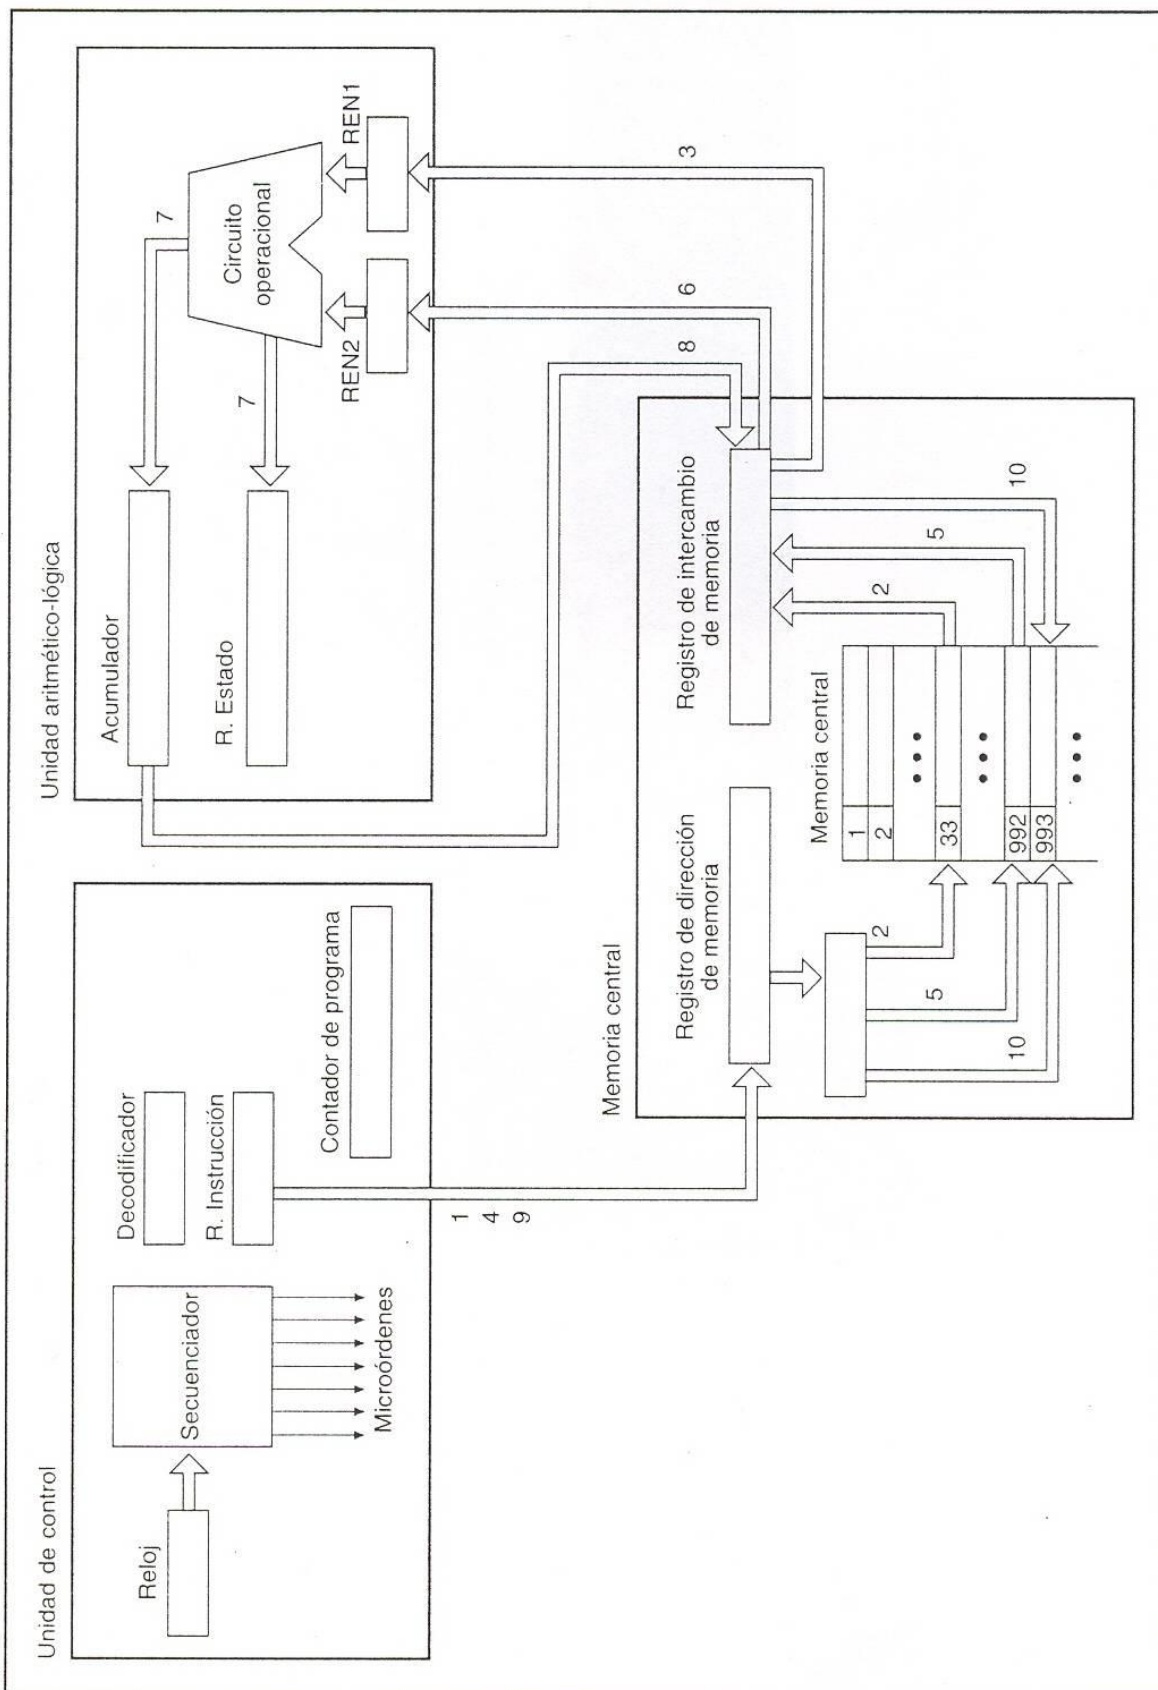 Unidad de control
Reloj
Secuenciador
Microórdenes
Decodificador
R. Instrucción
Contador de programa
1
4
9
Unidad aritmético-lógica
Acumulador
R. Estado
7
7
Circuito
operacional
REN2
REN1
8
6
3
Memoria central
Registro de dirección
de memoria
Registro de intercambio
de memoria
2
5
10
Memoria central
1
2
33
992
993
2
5
10